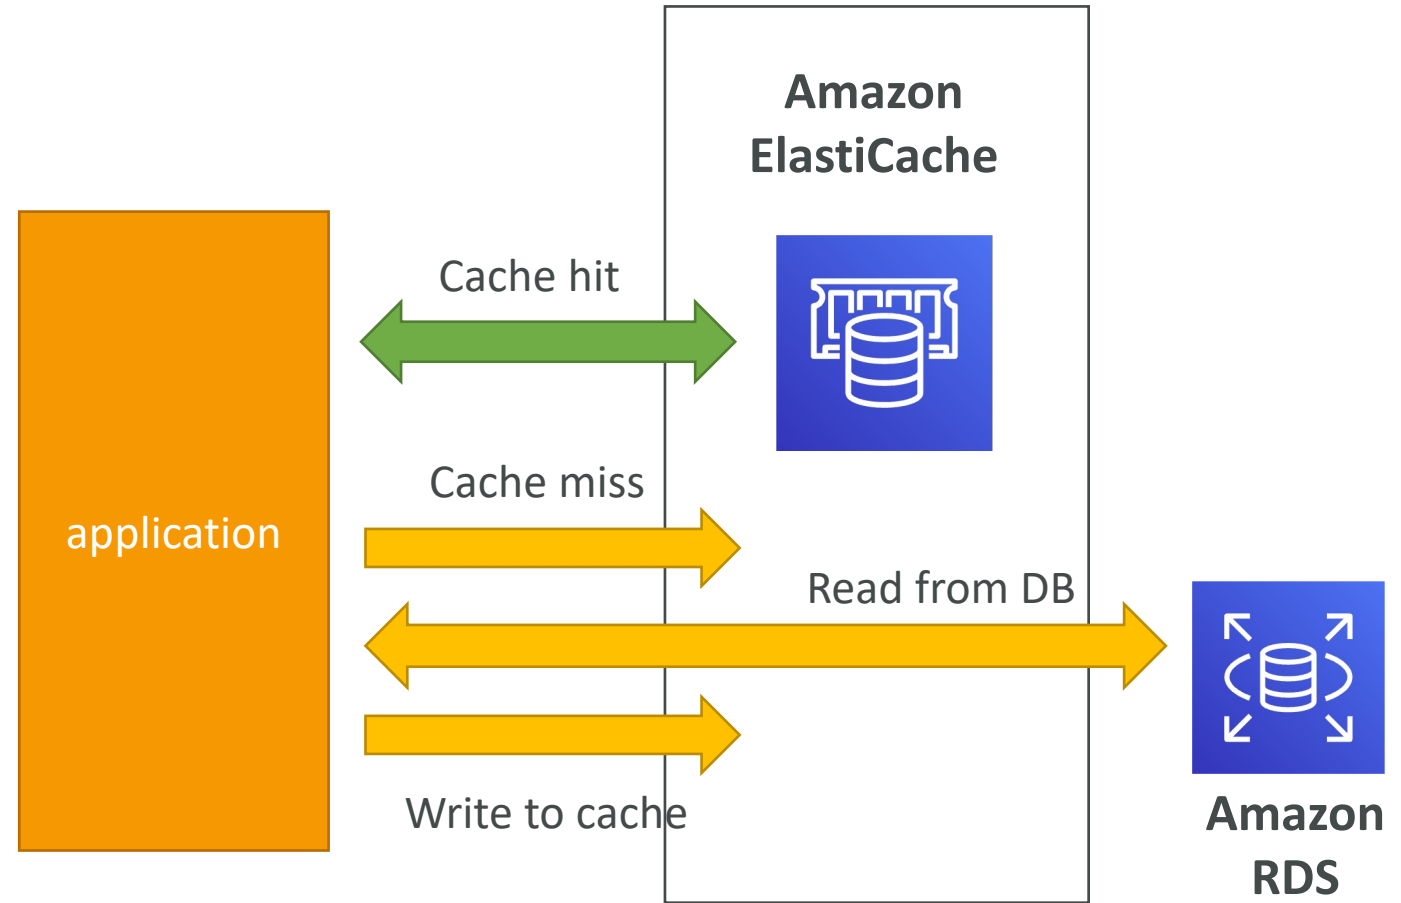 Amazon
ElastiCache
Cache hit
Cache miss
application
Read from DB
Write to cache
Amazon
RDS